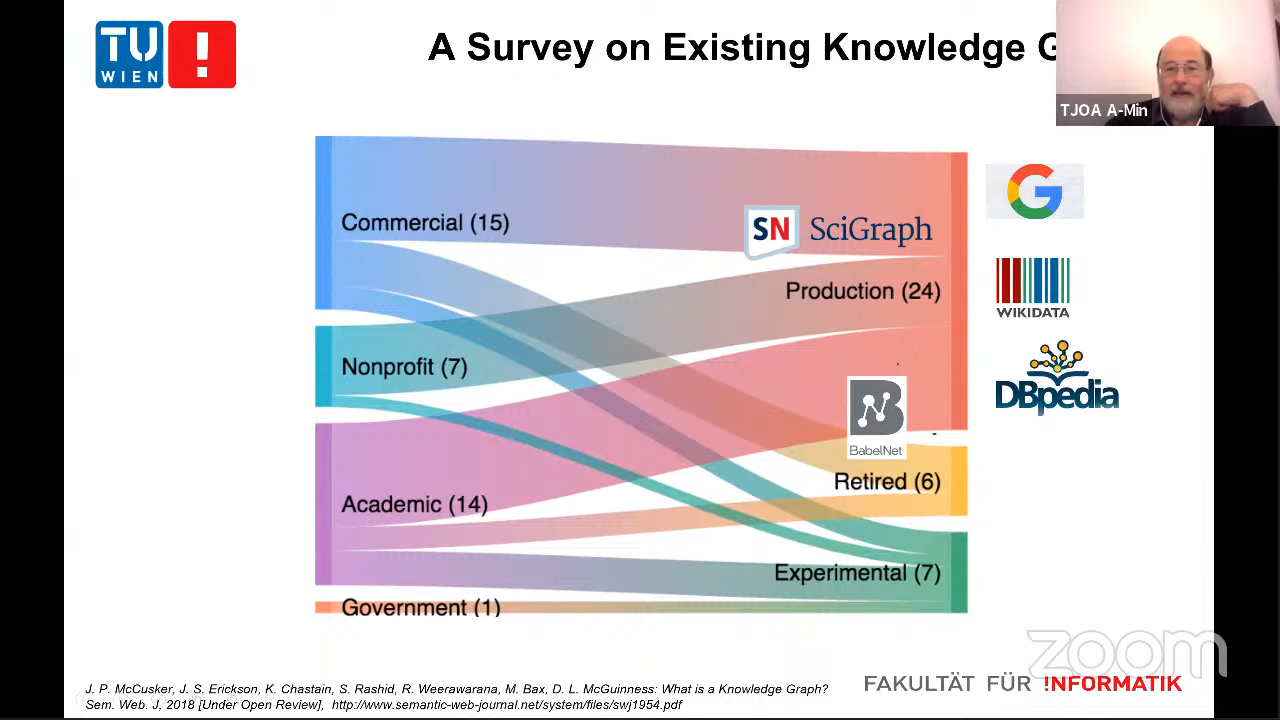 TU
WIEN
!
A Survey on Existing Knowledge G
TJOA A-Min
Commercial (15)
SN SciGraph
G
Production (24)
WIKIDATA
Nonprofit (7)
DBpedia
B
BabelNet
Retired (6)
Academic (14)
Experimental (7)
Government (1)
zoom
J. P. McCusker, J. S. Erickson, K. Chastain, S. Rashid, R. Weerawarana, M. Bax, D. L. McGuinness: What is a Knowledge Graph?
Sem. Web. J, 2018 [Under Open Review], http://www.semantic-web-journal.net/system/files/swj1954.pdf
FAKULTÄT FÜR !NFORMATIK